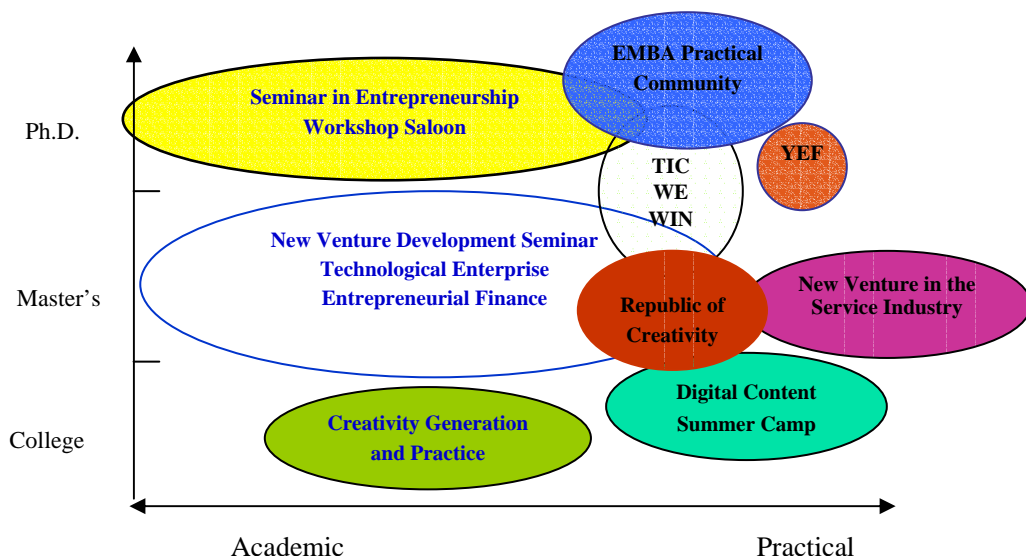 EMBA Practical
Community
Seminar in Entrepreneurship
Workshop Saloon
Ph.D.
YEF
TIC
WE
WIN
New Venture Development Seminar
Technological Enterprise
Entrepreneurial Finance
Master's
Republic of
Creativity
New Venture in the
Service Industry
Digital Content
Summer Camp
Creativity Generation
and Practice
College
Academic
Practical